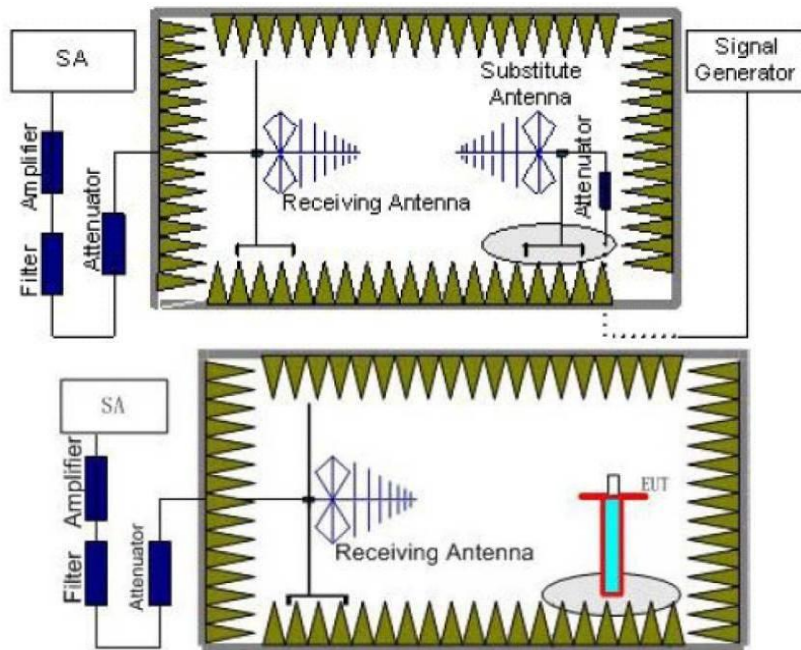 SA
Signal
Generator
Substitute
Antenna
Amplifier
Filter
Attenuator
Receiving Antenna
Attenuator
SA
Amplifier
Filter
Attenuator
Receiving Antenna
EUT